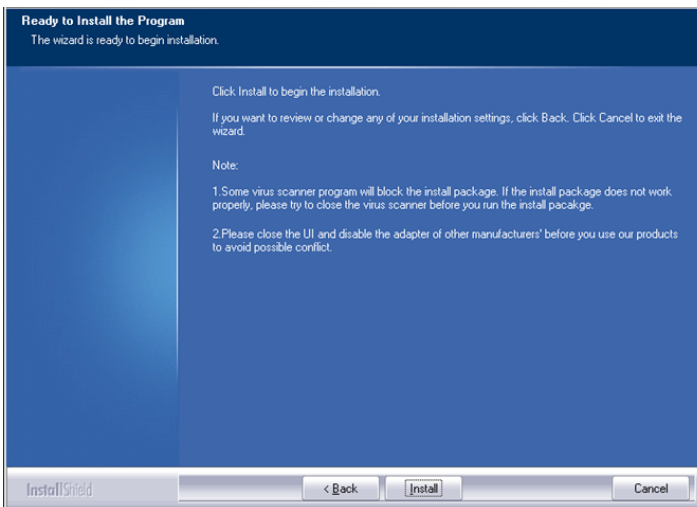 Ready to Install the Program
The wizard is ready to begin installation.
Click Install to begin the installation.
If you want to review or change any of your installation settings, click Back. Click Cancel to exit the
wizard.
Note:
1.Some virus scanner program will block the install package. If the install package does not work
properly, please try to close the virus scanner before you run the install pacakge.
2.Please close the UI and disable the adapter of other manufacturers' before you use our products
to avoid possible conflict.
InstallShield
< Back
Install
Cancel